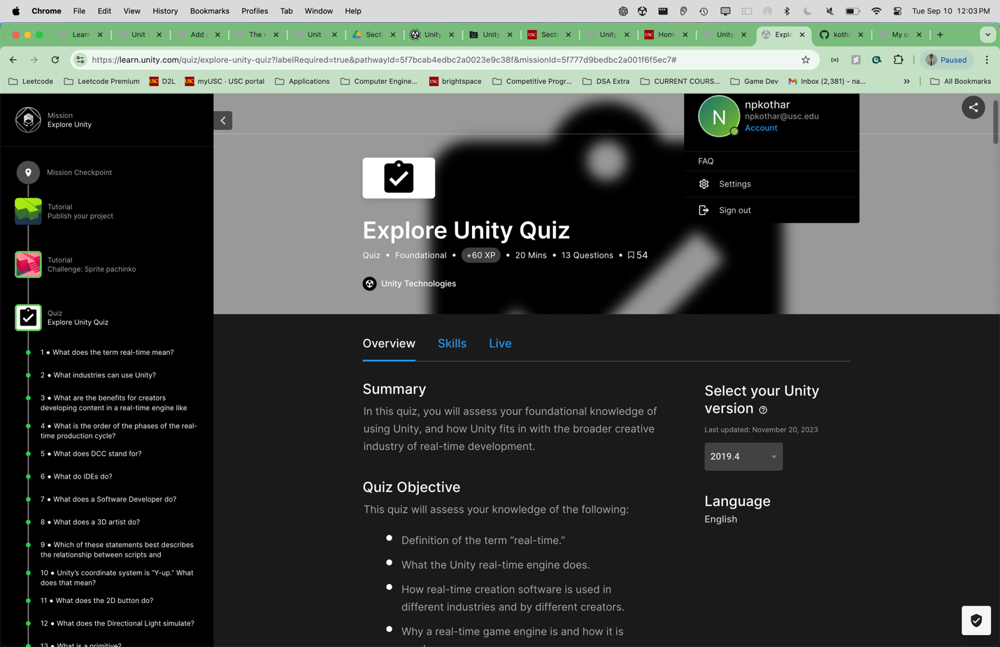 Chrome File Edit View History Bookmarks Profiles Tab Window Help Tue Sep 10 12:03 PM
Learn Unit Add The Unit Secti Unity Unity Secti Unity Hom Unity Explo koth My u
https://learn.unity.com/quiz/explore-unity-quiz?labelRequired=true&pathwayId=5f7bcab4edbc2a0023e9c38f&missionId=5f777d9bedbc2a001f6f5ec7# Paused
Leetcode Leetcode Premium D2L myUSC · USC portal Applications Computer Engine... brightspace Competitive Progr... DSA Extra CURRENT COURS... Game Dev Inbox (2,381) - na... » All Bookmarks
Mission
Explore Unity
Mission Checkpoint
Tutorial
Publish your project
Tutorial
Challenge: Sprite pachinko
Quiz
Explore Unity Quiz
1 • What does the term real-time mean?
2 • What industries can use Unity?
3 • What are the benefits for creators
developing content in a real-time engine like
4 • What is the order of the phases of the real-
time production cycle?
5 • What does DCC stand for?
6 • What do IDEs do?
7 • What does a Software Developer do?
8 • What does a 3D artist do?
9 • Which of these statements best describes
the relationship between scripts and
10 • Unity's coordinate system is “Y-up.” What
does that mean?
11 • What does the 2D button do?
12 • What does the Directional Light simulate?
13 • What is a primitive?
N
npkothar
npkothar@usc.edu
Account
FAQ
Settings
Sign out
Explore Unity Quiz
Quiz • Foundational • +60 XP • 20 Mins • 13 Questions • 54
Unity Technologies
Overview Skills Live
Summary
In this quiz, you will assess your foundational knowledge of
using Unity, and how Unity fits in with the broader creative
industry of real-time development.
Quiz Objective
This quiz will assess your knowledge of the following:
• Definition of the term “real-time.”
• What the Unity real-time engine does.
• How real-time creation software is used in
different industries and by different creators.
• Why a real-time game engine is and how it is
Select your Unity
version
Last updated: November 20, 2023
2019.4
Language
English